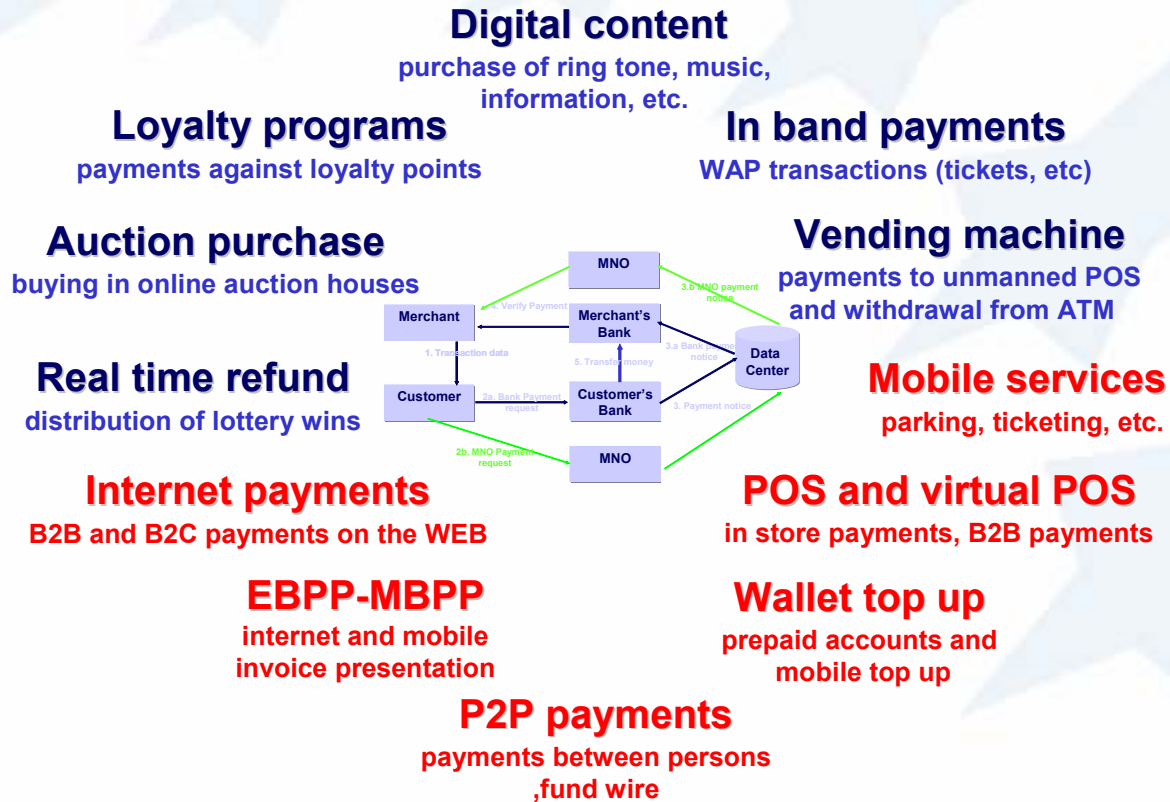 Digital content
purchase of ring tone, music,
information, etc.
Loyalty programs
payments against loyalty points
In band payments
WAP transactions (tickets, etc)
Auction purchase
buying in online auction houses
Vending machine
payments to unmanned POS
and withdrawal from ATM
MNO
3.b MNO payment
notice
4. Verify Payment
Merchant
Merchant's
Bank
1. Transaction data
5. Transfer money
3.a Bank payment
notice
Data
Center
Real time refund
distribution of lottery wins
Customer
2a. Bank Payment
request
Customer's
Bank
3. Payment notice
Mobile services
parking, ticketing, etc.
2b. MNO Payment
request
MNO
Internet payments
B2B and B2C payments on the WEB
POS and virtual POS
in store payments, B2B payments
EBPP-MBPP
internet and mobile
invoice presentation
Wallet top up
prepaid accounts and
mobile top up
P2P payments
payments between persons
,fund wire